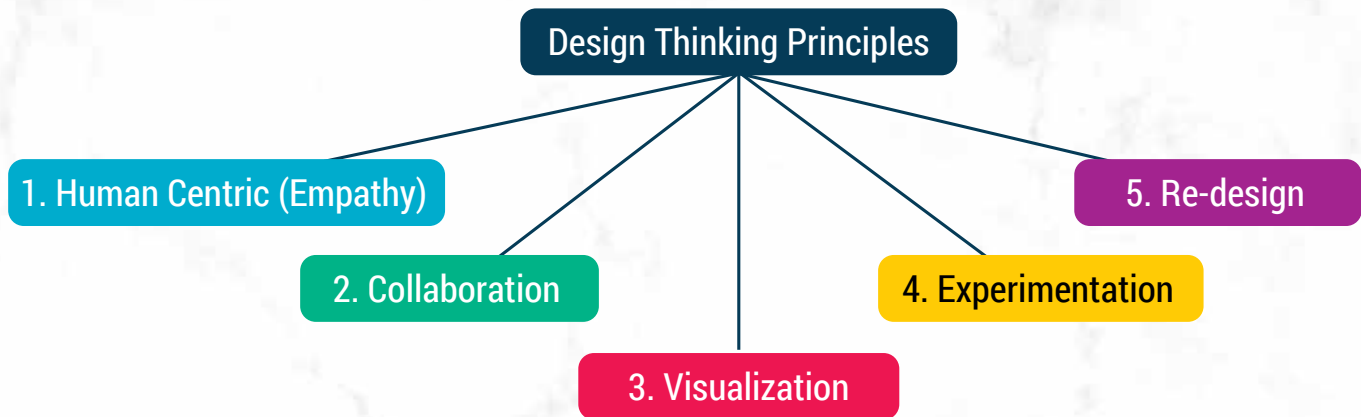 Design Thinking Principles
1. Human Centric (Empathy)
2. Collaboration
3. Visualization
4. Experimentation
5. Re-design